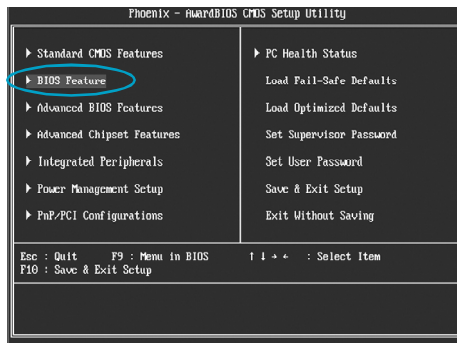 Phoenix - AwardBIOS CMOS Setup Utility
Standard CMOS Features
BIOS Feature
Advanced BIOS Features
Advanced Chipset Features
Integrated Peripherals
Power Management Setup
PnP/PCI Configurations
PC Health Status
Load Fail-Safe Defaults
Load Optimized Defaults
Set Supervisor Password
Set User Password
Save & Exit Setup
Exit Without Saving
Esc : Quit F9 : Menu in BIOS ↑ ↓ → ← : Select Item
F10 : Save & Exit Setup